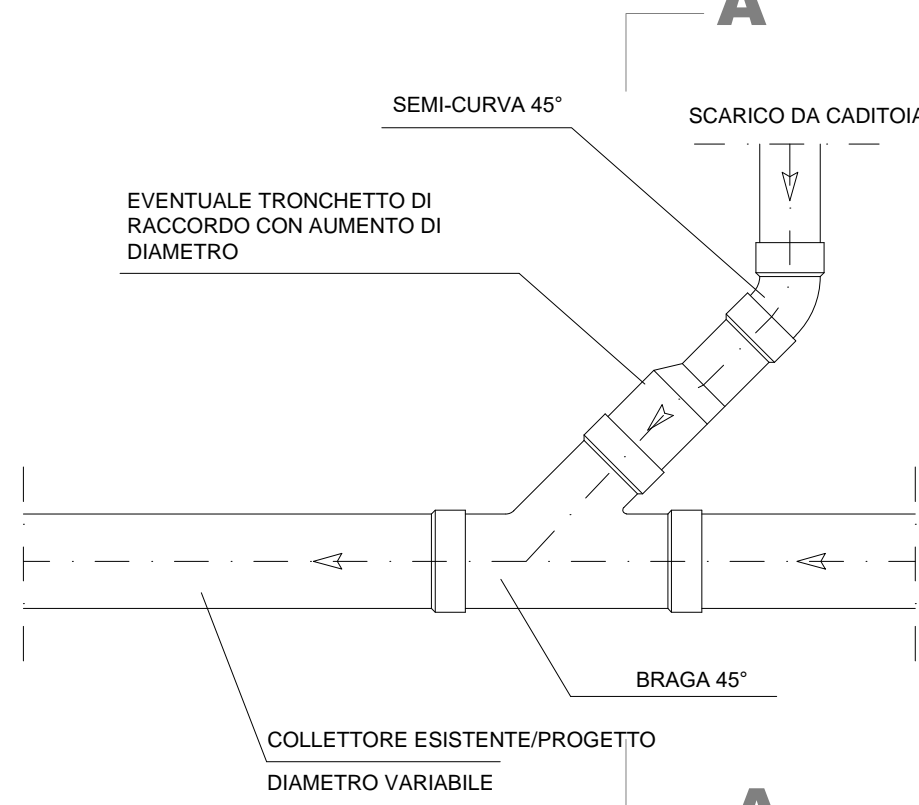 A
SEMI-CURVA 45°
SCARICO DA CADITOIA
EVENTUALE TRONCHETTO DI
RACCORDO CON AUMENTO DI
DIAMETRO
BRAGA 45°
COLLETTORE ESISTENTE/PROGETTO
DIAMETRO VARIABILE
A